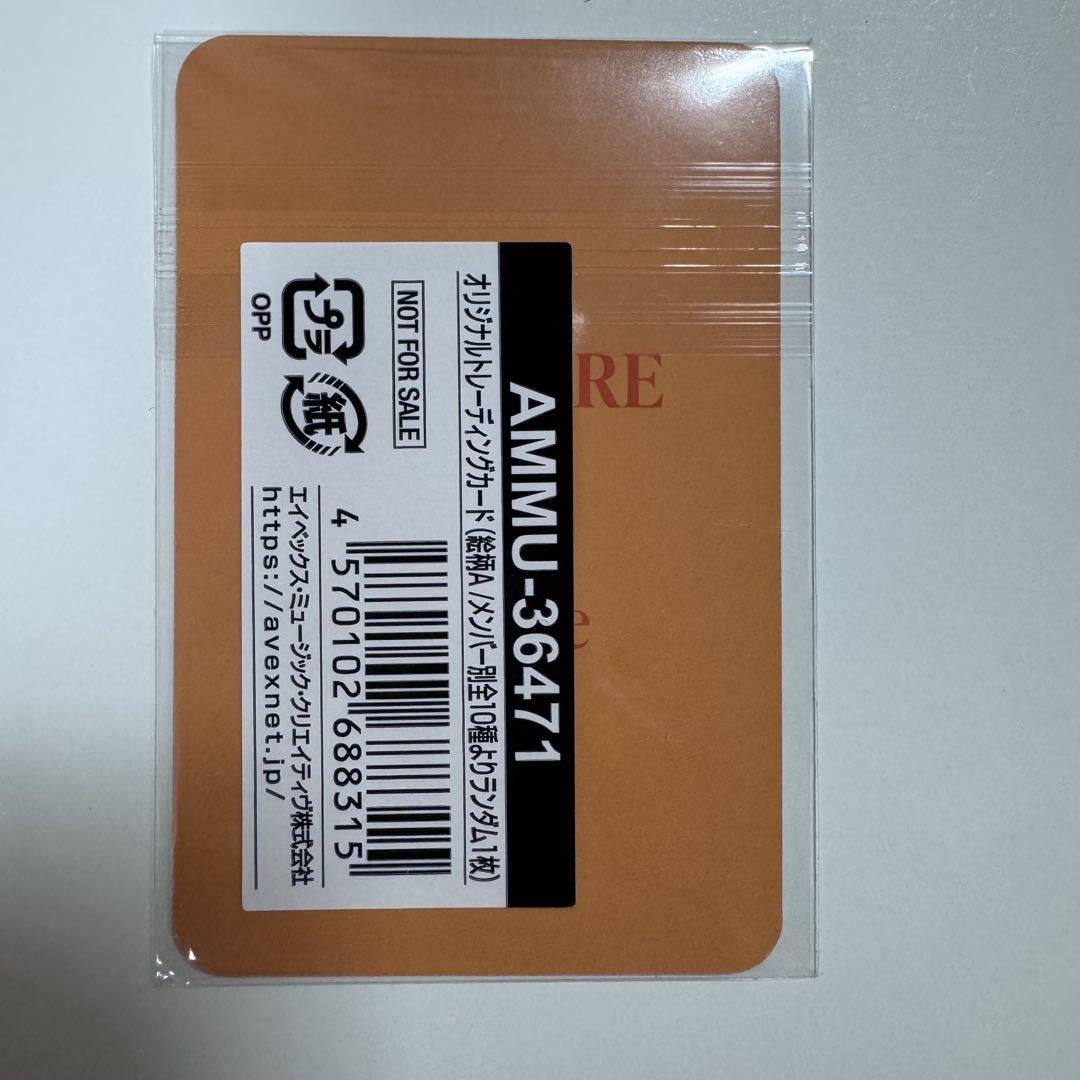 AMMU-36471
オリジナルトレーディングカード(絵柄A/メンバー別全10種よりランダム1枚)
NOT FOR SALE
プラ
OPP
紙
4 570102 688315
エイベックス・ミュージック・クリエイティヴ株式会社
https://avexnet.jp/
RE
e